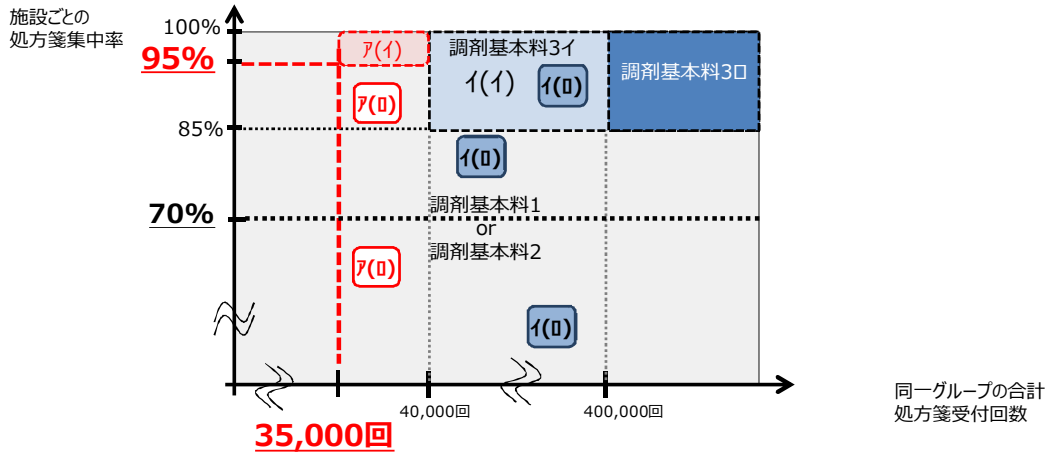 施設ごとの
処方箋集中率
100%
95%
85%
70%
ｱ(ｲ)
ｱ(ﾛ)
調剤基本料3イ
ｲ(ｲ)
ｲ(ﾛ)
調剤基本料3ロ
ｲ(ﾛ)
調剤基本料1
or
調剤基本料2
ｱ(ﾛ)
ｲ(ﾛ)
35,000回
40,000回
400,000回
同一グループの合計
処方箋受付回数